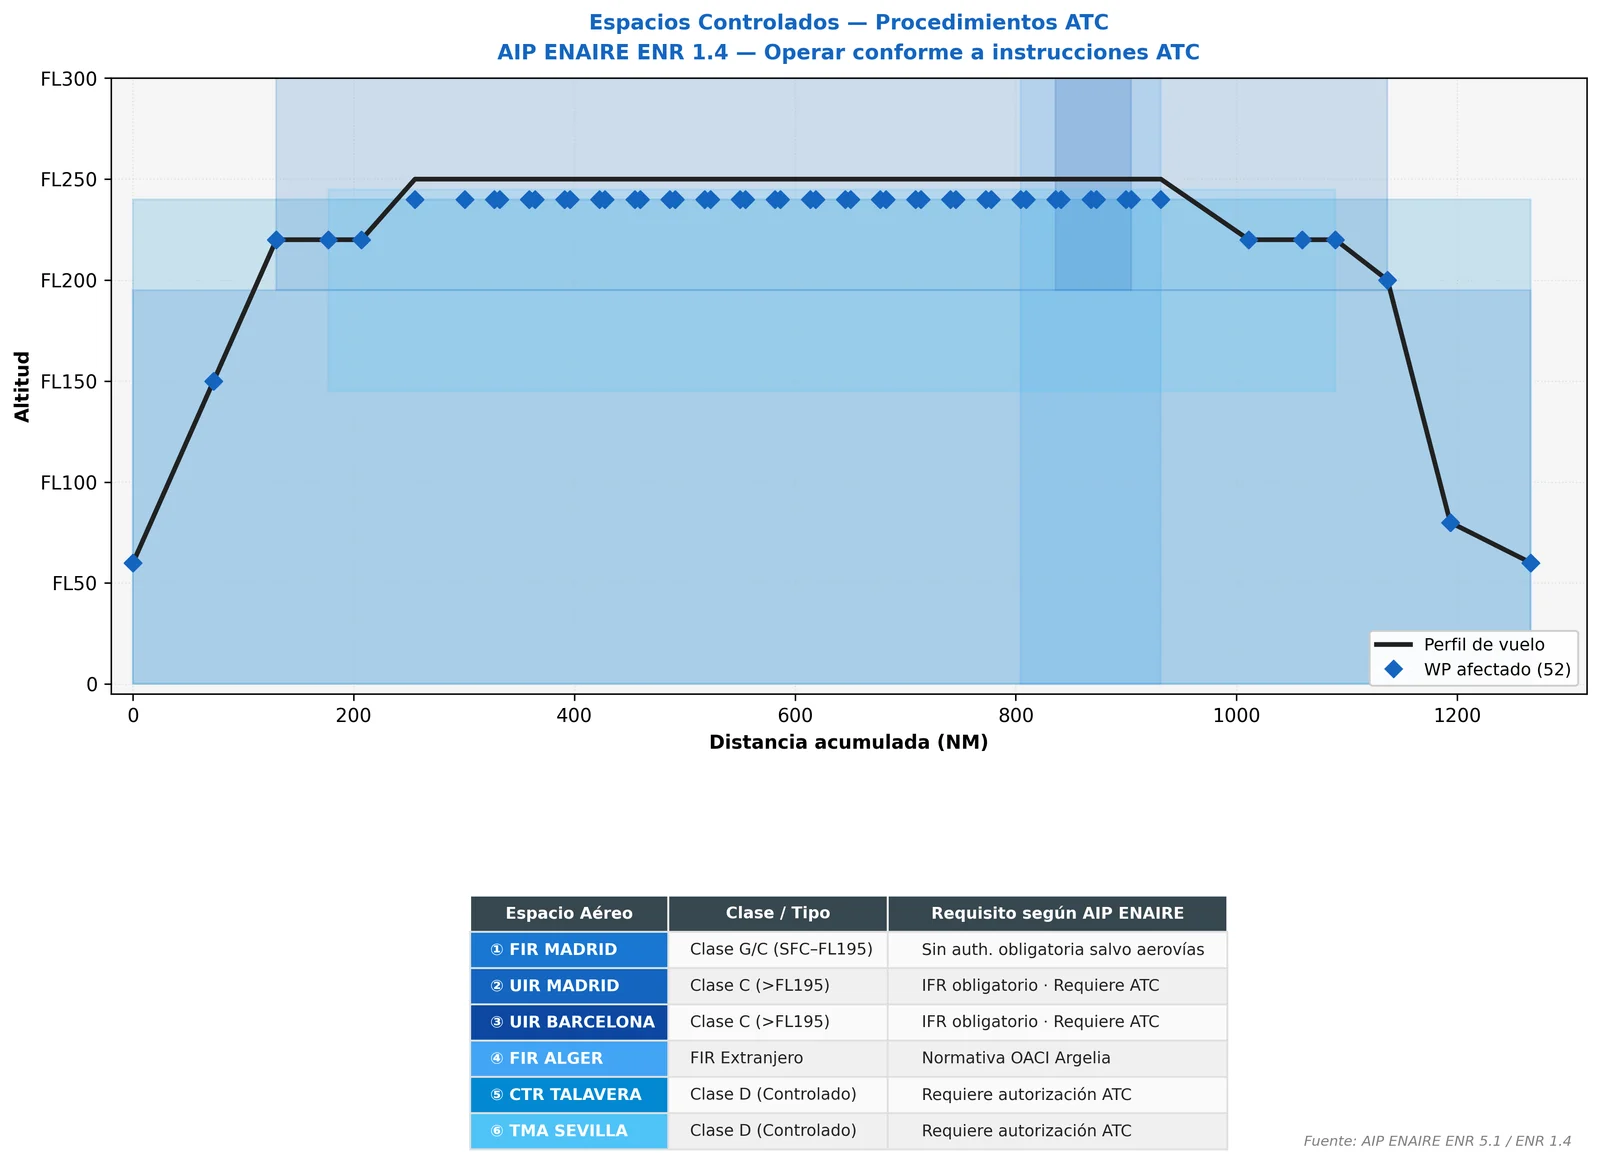 Espacios Controlados — Procedimientos ATC
AIP ENAIRE ENR 1.4 — Operar conforme a instrucciones ATC
FL300
FL250
FL200
FL150
FL100
FL50
0
Altitud
0 200 400 600 800 1000 1200
Distancia acumulada (NM)
Perfil de vuelo
WP afectado (52)
Espacio Aéreo Clase / Tipo Requisito según AIP ENAIRE
① FIR MADRID Clase G/C (SFC–FL195) Sin auth. obligatoria salvo aerovías
② UIR MADRID Clase C (>FL195) IFR obligatorio · Requiere ATC
③ UIR BARCELONA Clase C (>FL195) IFR obligatorio · Requiere ATC
④ FIR ALGER FIR Extranjero Normativa OACI Argelia
⑤ CTR TALAVERA Clase D (Controlado) Requiere autorización ATC
⑥ TMA SEVILLA Clase D (Controlado) Requiere autorización ATC
Fuente: AIP ENAIRE ENR 5.1 / ENR 1.4